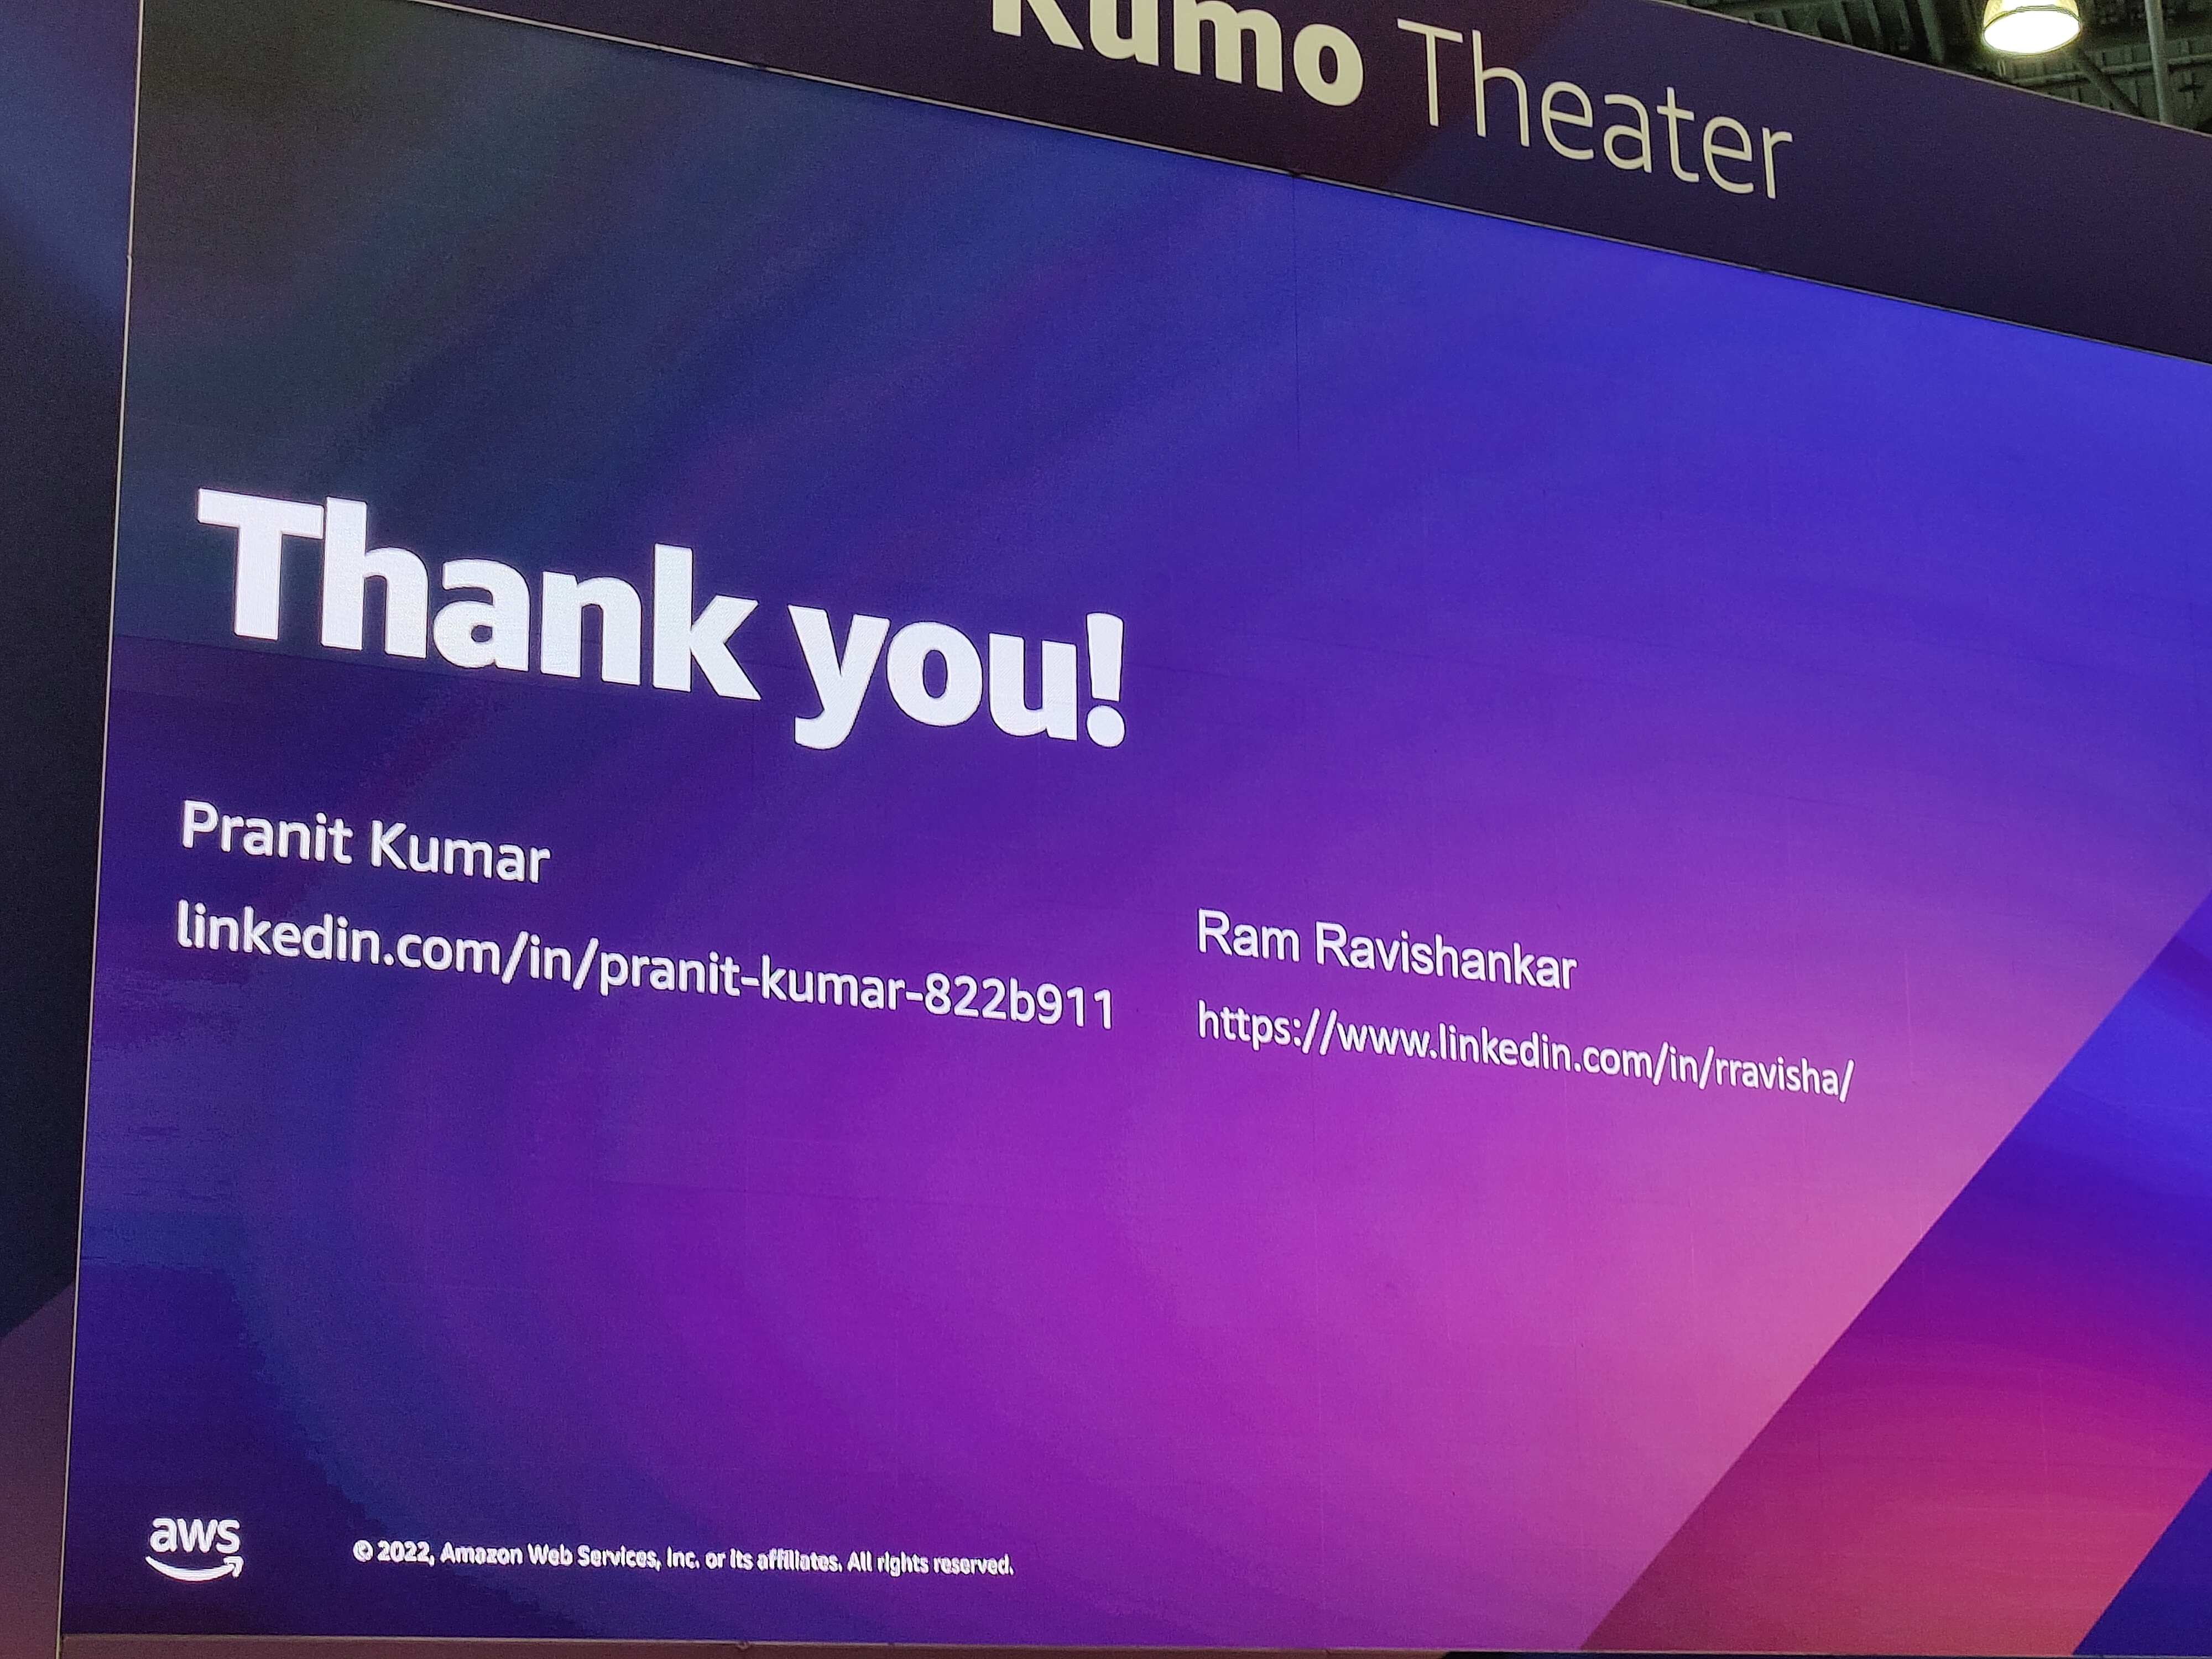 Kumo Theater
Thank you!
Pranit Kumar
linkedin.com/in/pranit-kumar-822b911
Ram Ravishankar
https://www.linkedin.com/in/rravisha/
aws
© 2022, Amazon Web Services, Inc. or its affiliates. All rights reserved.